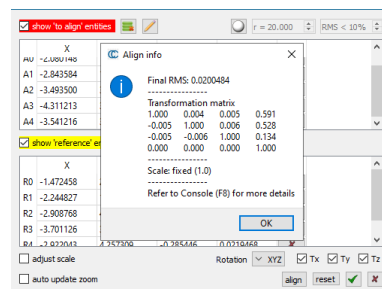 show 'to align' entities
r = 20.000
RMS < 10%
X
A0 -2.080148
A1 -2.843584
A2 -3.493500
A3 -4.311213
A4 -3.541216
Align info
Final RMS: 0.0200484
----------------
Transformation matrix
1.000 0.004 0.005 0.591
-0.005 1.000 0.006 0.528
-0.005 -0.006 1.000 0.134
0.000 0.000 0.000 1.000
----------------
Scale: fixed (1.0)
----------------
Refer to Console (F8) for more details
OK
show 'reference'
X
R0 -1.472458
R1 -2.244827
R2 -2.908768
R3 -3.701126
R4 -2.932043 4.257309 -0.285446 0.0219468
adjust scale
Rotation XYZ Tx Ty Tz
auto update zoom
align reset